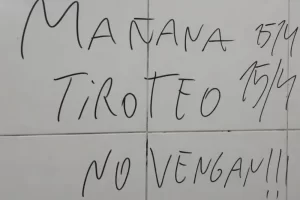 MAÑANA 15/4
TIROTEO 15/4
NO VENGAN!!!